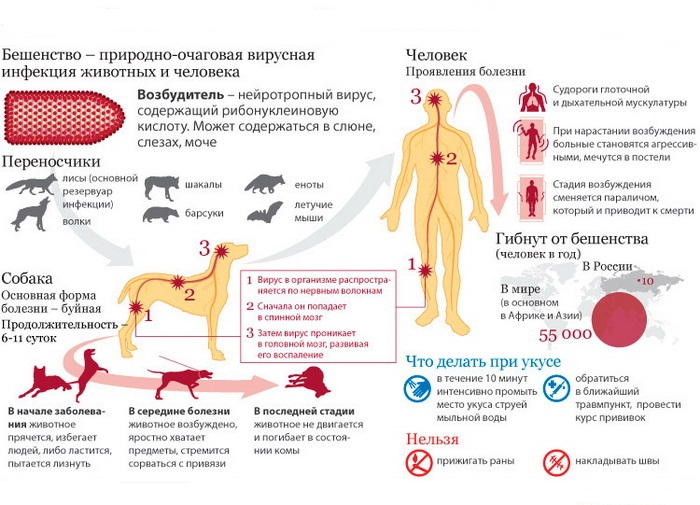 Бешенство – природно-очаговая вирусная
инфекция животных и человека
Возбудитель – нейротропный вирус,
содержащий рибонуклеиновую
кислоту. Может содержаться в слюне,
слезах, моче
Переносчики
лисы (основной
резервуар
инфекции)
волки
шакалы
барсуки
еноты
летучие
мыши
Собака
Основная форма
болезни – буйная
Продолжительность –
6-11 суток
1
2
3
1 Вирус в организме распростра-
няется по нервным волокнам
2 Сначала он попадает
в спинной мозг
3 Затем вирус проникает
в головной мозг, развивая
его воспаление
В начале заболева-
ния животное
прячется, избегает
людей, либо ластится,
пытается лизнуть
В середине болезни
животное возбуждено,
яростно хватает
предметы, стремится
сорваться с привязи
В последней стадии
животное не двигается
и погибает в состоя-
нии комы
Человек
Проявления болезни
3
2
1
Судороги глоточной
и дыхательной мускулатуры
При нарастании возбуждения
больные становятся агрессив-
ными, мечутся в постели
Стадия возбуждения
сменяется параличом,
который и приводит к смерти
Гибнут от бешенства
(человек в год)
В России
10
В мире
(в основном
в Африке и Азии)
55 000
Что делать при укусе
в течение 10 минут
интенсивно промыть
место укуса струей
мыльной воды
обратиться
в ближайший
травмпункт, провести
курс прививок
Нельзя
прижигать раны
накладывать швы